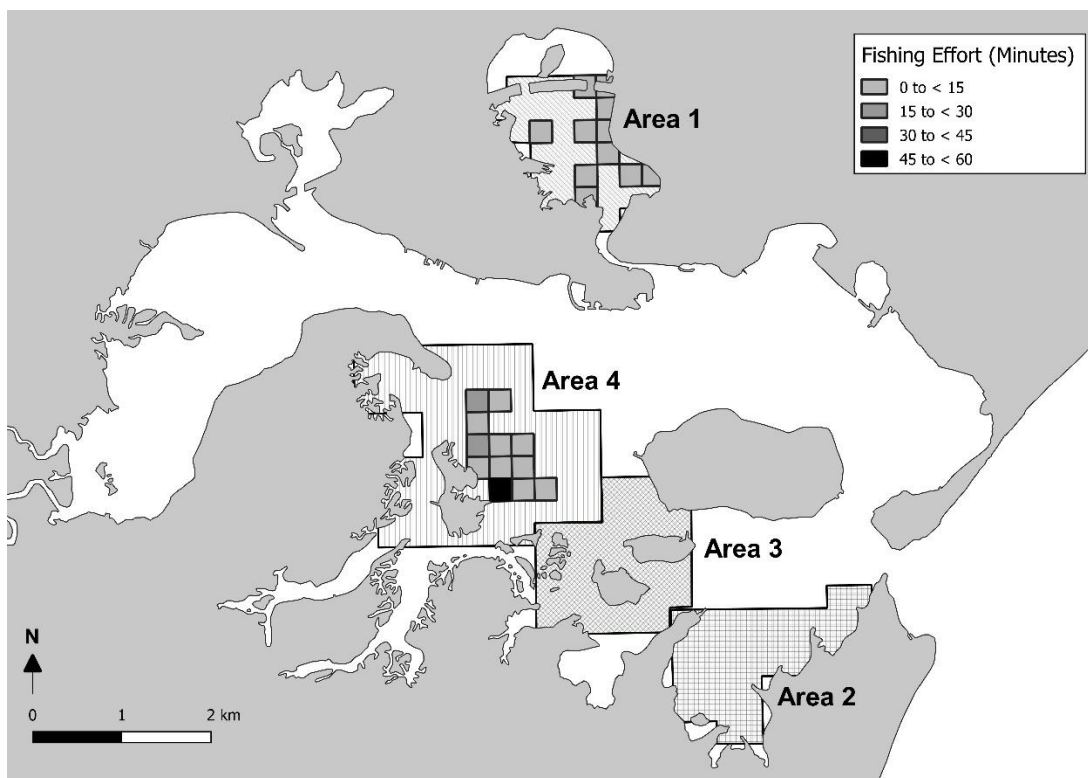 Fishing Effort (Minutes)
0 to < 15
15 to < 30
30 to < 45
45 to < 60
Area 1
Area 4
Area 3
Area 2
N
0 1 2 km